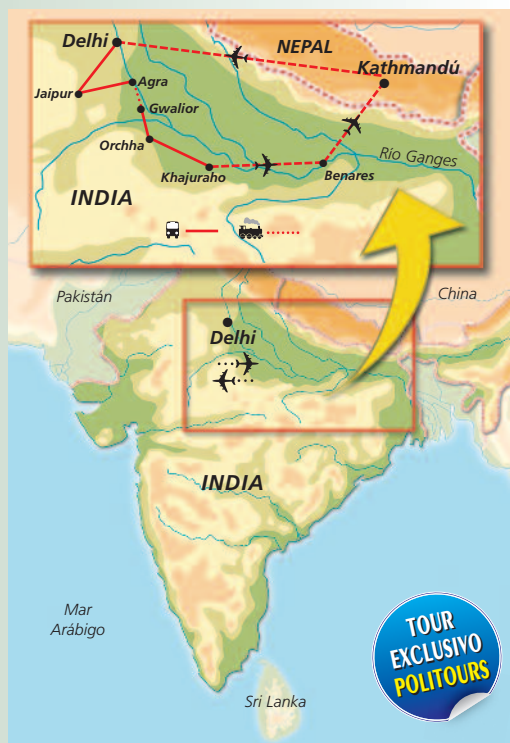 Delhi
NEPAL
Kathmandú
Jaipur
Agra
Gwalior
Orchha
Khajuraho
Benares
Río Ganges
INDIA
Pakistán
China
Delhi
INDIA
Mar
Arábigo
Sri Lanka
TOUR
EXCLUSIVO
POLITOURS